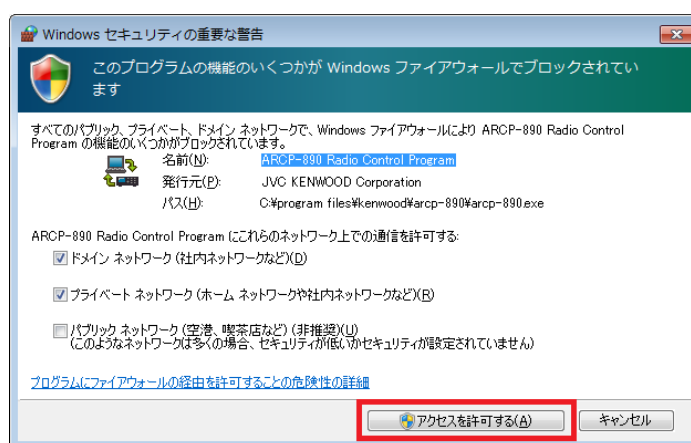 Windows セキュリティの重要な警告
このプログラムの機能のいくつかが Windows ファイアウォールでブロックされてい
ます
すべてのパブリック、プライベート、ドメイン ネットワークで、Windows ファイアウォールにより ARCP-890 Radio Control
Program の機能のいくつかがブロックされています。
名前(N): ARCP-890 Radio Control Program
発行元(P): JVC KENWOOD Corporation
パス(H): C:¥program files¥kenwood¥arcp-890¥arcp-890.exe
ARCP-890 Radio Control Program にこれらのネットワーク上での通信を許可する:
ドメイン ネットワーク (社内ネットワークなど)(D)
プライベート ネットワーク (ホーム ネットワークや社内ネットワークなど)(R)
パブリック ネットワーク (空港、喫茶店など) (非推奨)(U)
(このようなネットワークは多くの場合、セキュリティが低いかセキュリティが設定されていません)
プログラムにファイアウォールの経由を許可することの危険性の詳細
アクセスを許可する(A) キャンセル